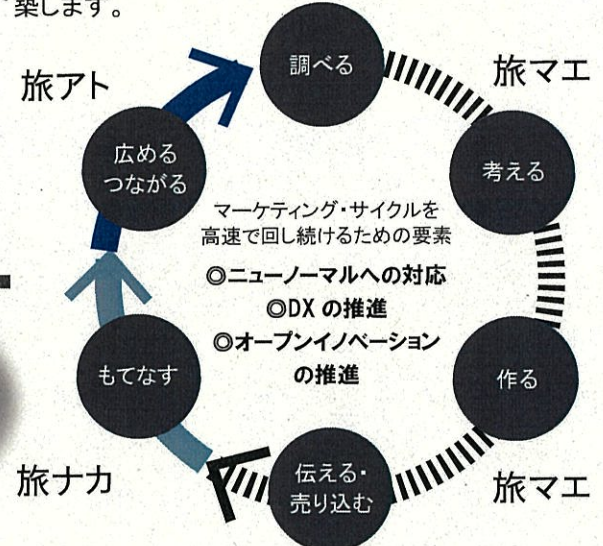 築します。
調べる
旅マエ
考える
作る
旅マエ
伝える・
売り込む
旅ナカ
もてなす
広める
つながる
旅アト
マーケティング・サイクルを
高速で回し続けるための要素
◎ニューノーマルへの対応
◎DX の推進
◎オープンイノベーション
の推進